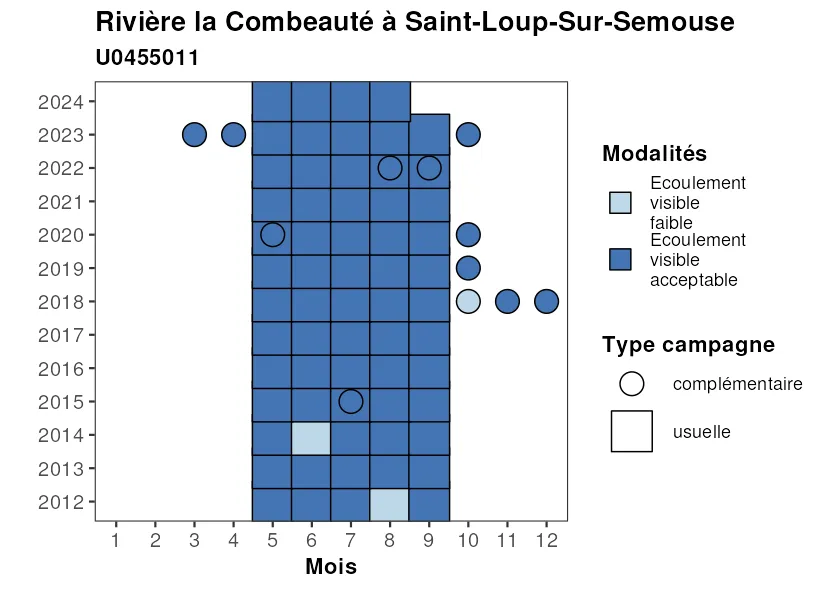 Rivière la Combeauté à Saint-Loup-Sur-Semouse
U0455011
2024
2023
2022
2021
2020
2019
2018
2017
2016
2015
2014
2013
2012
1 2 3 4 5 6 7 8 9 10 11 12
Mois
Modalités
Ecoulement
visible
faible
Ecoulement
visible
acceptable
Type campagne
complémentaire
usuelle